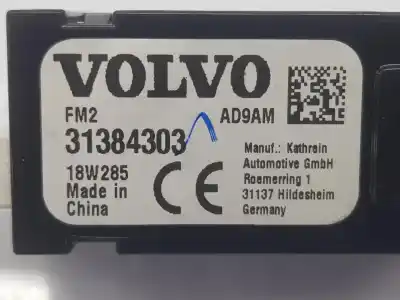 VOLVO
FM2 AD9AM
31384303
18W285
Made in
China
CE
Manuf.: Kathrein
Automotive GmbH
Roemerring 1
31137 Hildesheim
Germany